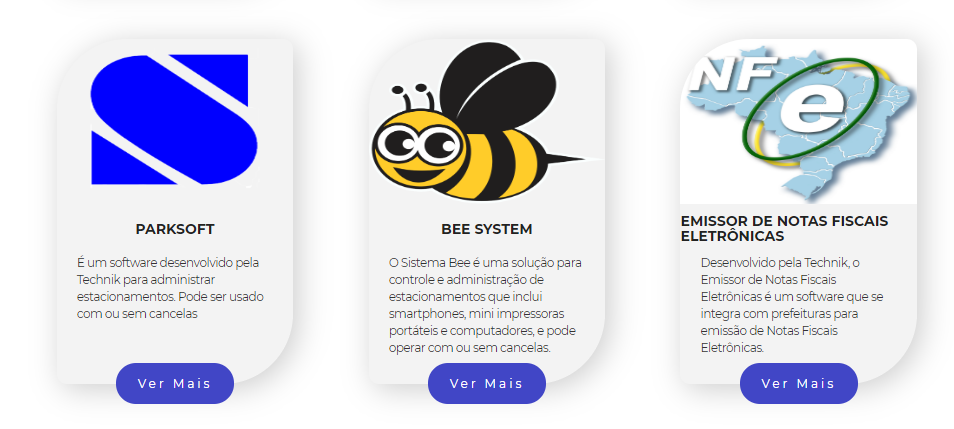 PARKSOFT
É um software desenvolvido pela
Technik para administrar
estacionamentos. Pode ser usado
com ou sem cancelas
Ver Mais
BEE SYSTEM
O Sistema Bee é uma solução para
controle e administração de
estacionamentos que inclui
smartphones, mini impressoras
portáteis e computadores, e pode
operar com ou sem cancelas.
Ver Mais
NF
e
EMISSOR DE NOTAS FISCAIS
ELETRÔNICAS
Desenvolvido pela Technik, o
Emissor de Notas Fiscais
Eletrônicas é um software que se
integra com prefeituras para
emissão de Notas Fiscais
Eletrônicas.
Ver Mais